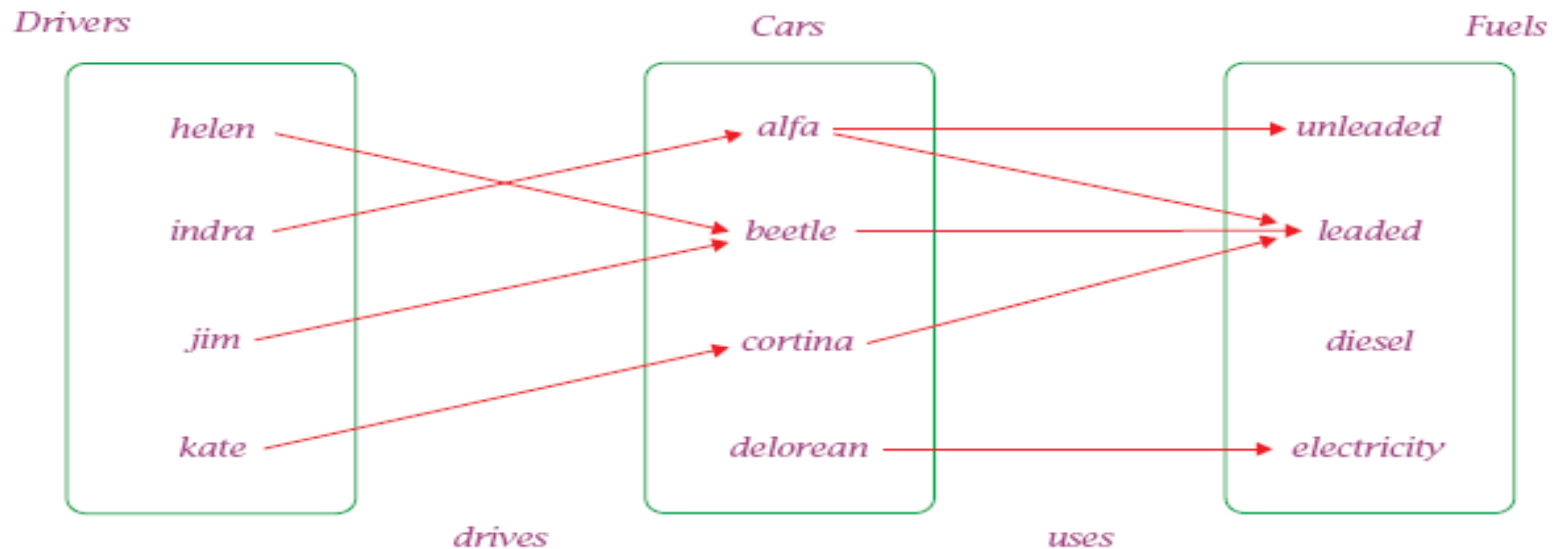 Drivers Cars Fuels
helen alfa unleaded
indra beetle leaded
jim cortina diesel
kate delorean electricity
drives uses